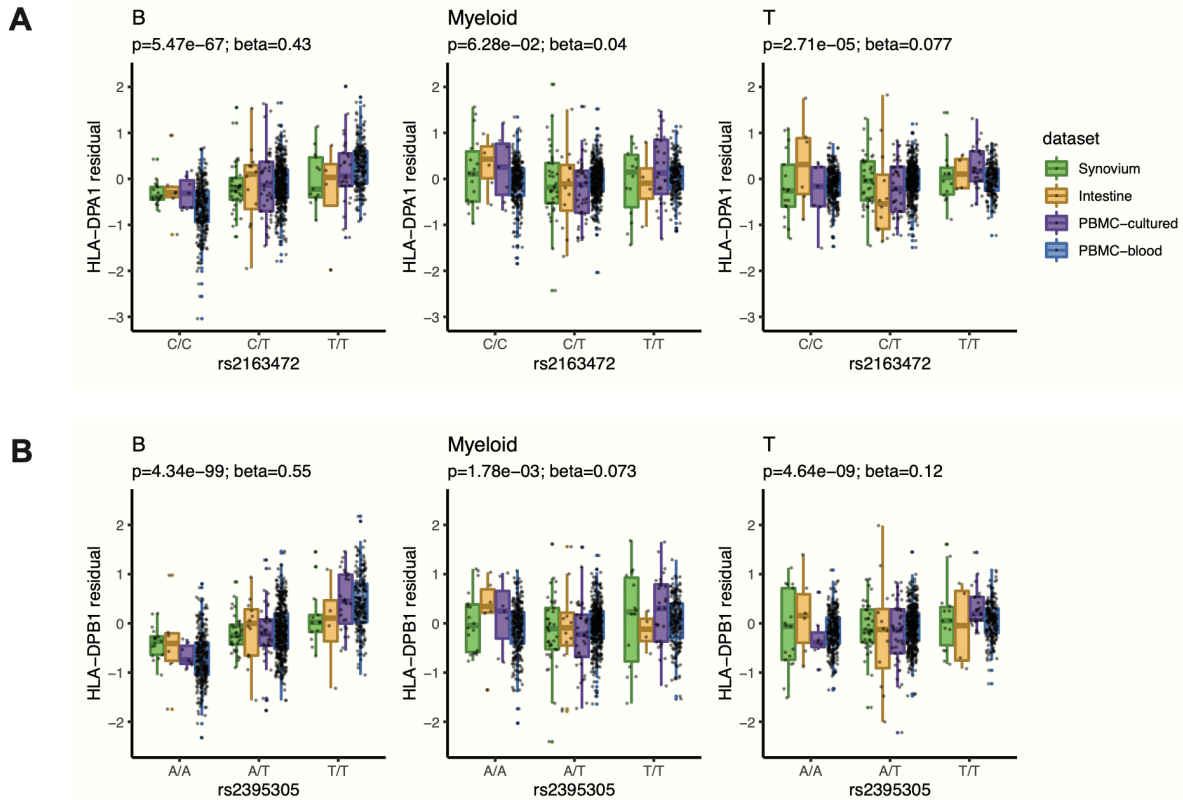 A
B
p=5.47e−67; beta=0.43
HLA−DPA1 residual
2
1
0
−1
−2
−3
C/C C/T T/T
rs2163472
Myeloid
p=6.28e−02; beta=0.04
HLA−DPA1 residual
2
1
0
−1
−2
−3
C/C C/T T/T
rs2163472
T
p=2.71e−05; beta=0.077
HLA−DPA1 residual
2
1
0
−1
−2
−3
C/C C/T T/T
rs2163472
dataset
Synovium
Intestine
PBMC−cultured
PBMC−blood
B
B
p=4.34e−99; beta=0.55
HLA−DPB1 residual
2
1
0
−1
−2
A/A A/T T/T
rs2395305
Myeloid
p=1.78e−03; beta=0.073
HLA−DPB1 residual
2
1
0
−1
−2
A/A A/T T/T
rs2395305
T
p=4.64e−09; beta=0.12
HLA−DPB1 residual
2
1
0
−1
−2
A/A A/T T/T
rs2395305